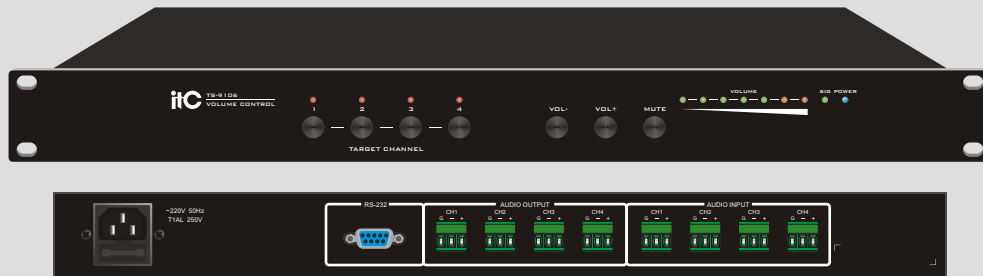 itC TS-9106
VOLUME CONTROL
1 2 3 4
TARGET CHANNEL
VOL- VOL+ MUTE
VOLUME
SIG POWER
~220V 50Hz
T1AL 250V
RS-232
AUDIO OUTPUT
CH1 CH2 CH3 CH4
G - + G - + G - + G - +
AUDIO INPUT
CH1 CH2 CH3 CH4
G - + G - + G - + G - +